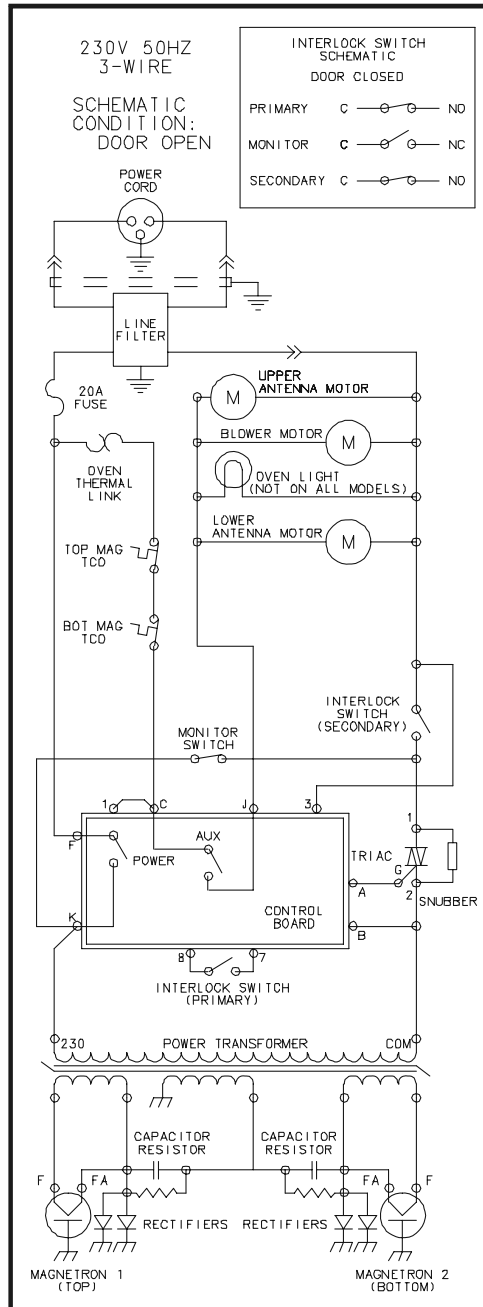 230V 50HZ
3-WIRE
SCHEMATIC
CONDITION:
DOOR OPEN
INTERLOCK SWITCH
SCHEMATIC
DOOR CLOSED
PRIMARY C NO
MONITOR C NC
SECONDARY C NO
POWER
CORD
LINE
FILTER
20A
FUSE
UPPER
ANTENNA MOTOR
M
BLOWER MOTOR
M
OVEN
THERMAL
LINK
OVEN LIGHT
(NOT ON ALL MODELS)
LOWER
ANTENNA MOTOR
M
TOP MAG
TCO
BOT MAG
TCO
INTERLOCK
SWITCH
(SECONDARY)
MONITOR
SWITCH
1 C J 3
F
POWER
AUX
1
TRIAC
G
2
SNUBBER
A
K
CONTROL
BOARD
B
8 7
INTERLOCK SWITCH
(PRIMARY)
230 POWER TRANSFORMER COM
CAPACITOR
RESISTOR
CAPACITOR
RESISTOR
F FA
FA F
RECTIFIERS RECTIFIERS
MAGNETRON 1
(TOP)
MAGNETRON 2
(BOTTOM)